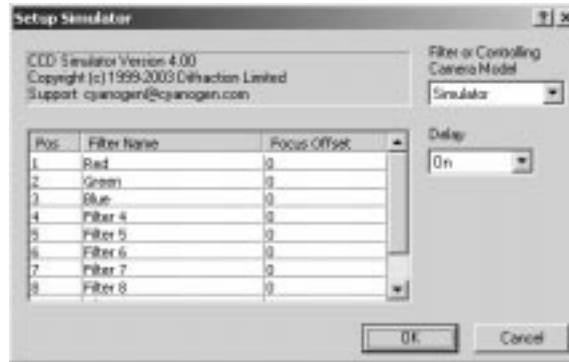 Setup Simulator
CCD Simulator Version 4.00
Copyright (c) 1999-2003 Diffraction Limited
Support: cyanogen@cyanogen.com
Filter or Controlling
Camera Model
Simulator
Delay
On
Pos Filter Name Focus Offset
1 Red 0
2 Green 0
3 Blue 0
4 Filter 4 0
5 Filter 5 0
6 Filter 6 0
7 Filter 7 0
8 Filter 8 0
OK Cancel